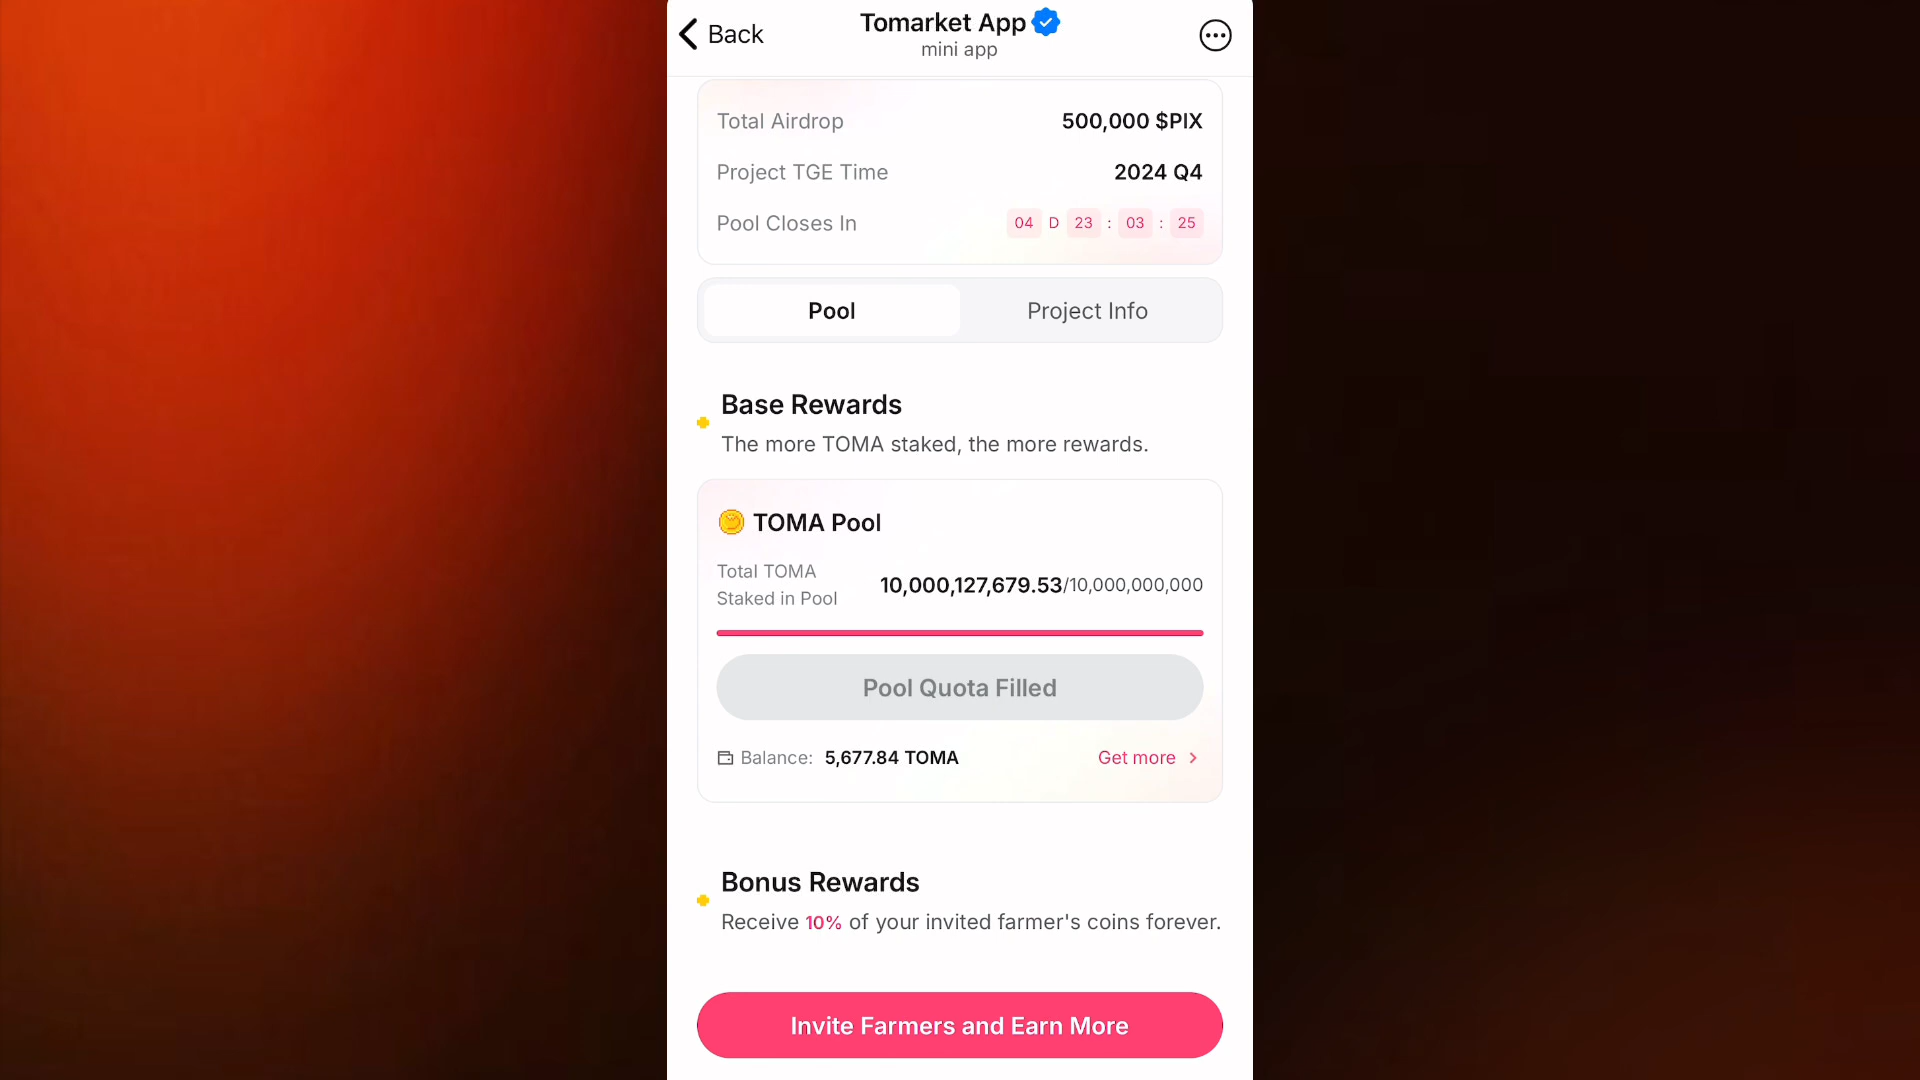 Back
Tomarket App
mini app
Total Airdrop 500,000 $PIX
Project TGE Time 2024 Q4
Pool Closes In 04 D 23 : 03 : 25
Pool Project Info
Base Rewards
The more TOMA staked, the more rewards.
TOMA Pool
Total TOMA
Staked in Pool 10,000,127,679.53/10,000,000,000
Pool Quota Filled
Balance: 5,677.84 TOMA Get more
Bonus Rewards
Receive 10% of your invited farmer's coins forever.
Invite Farmers and Earn More